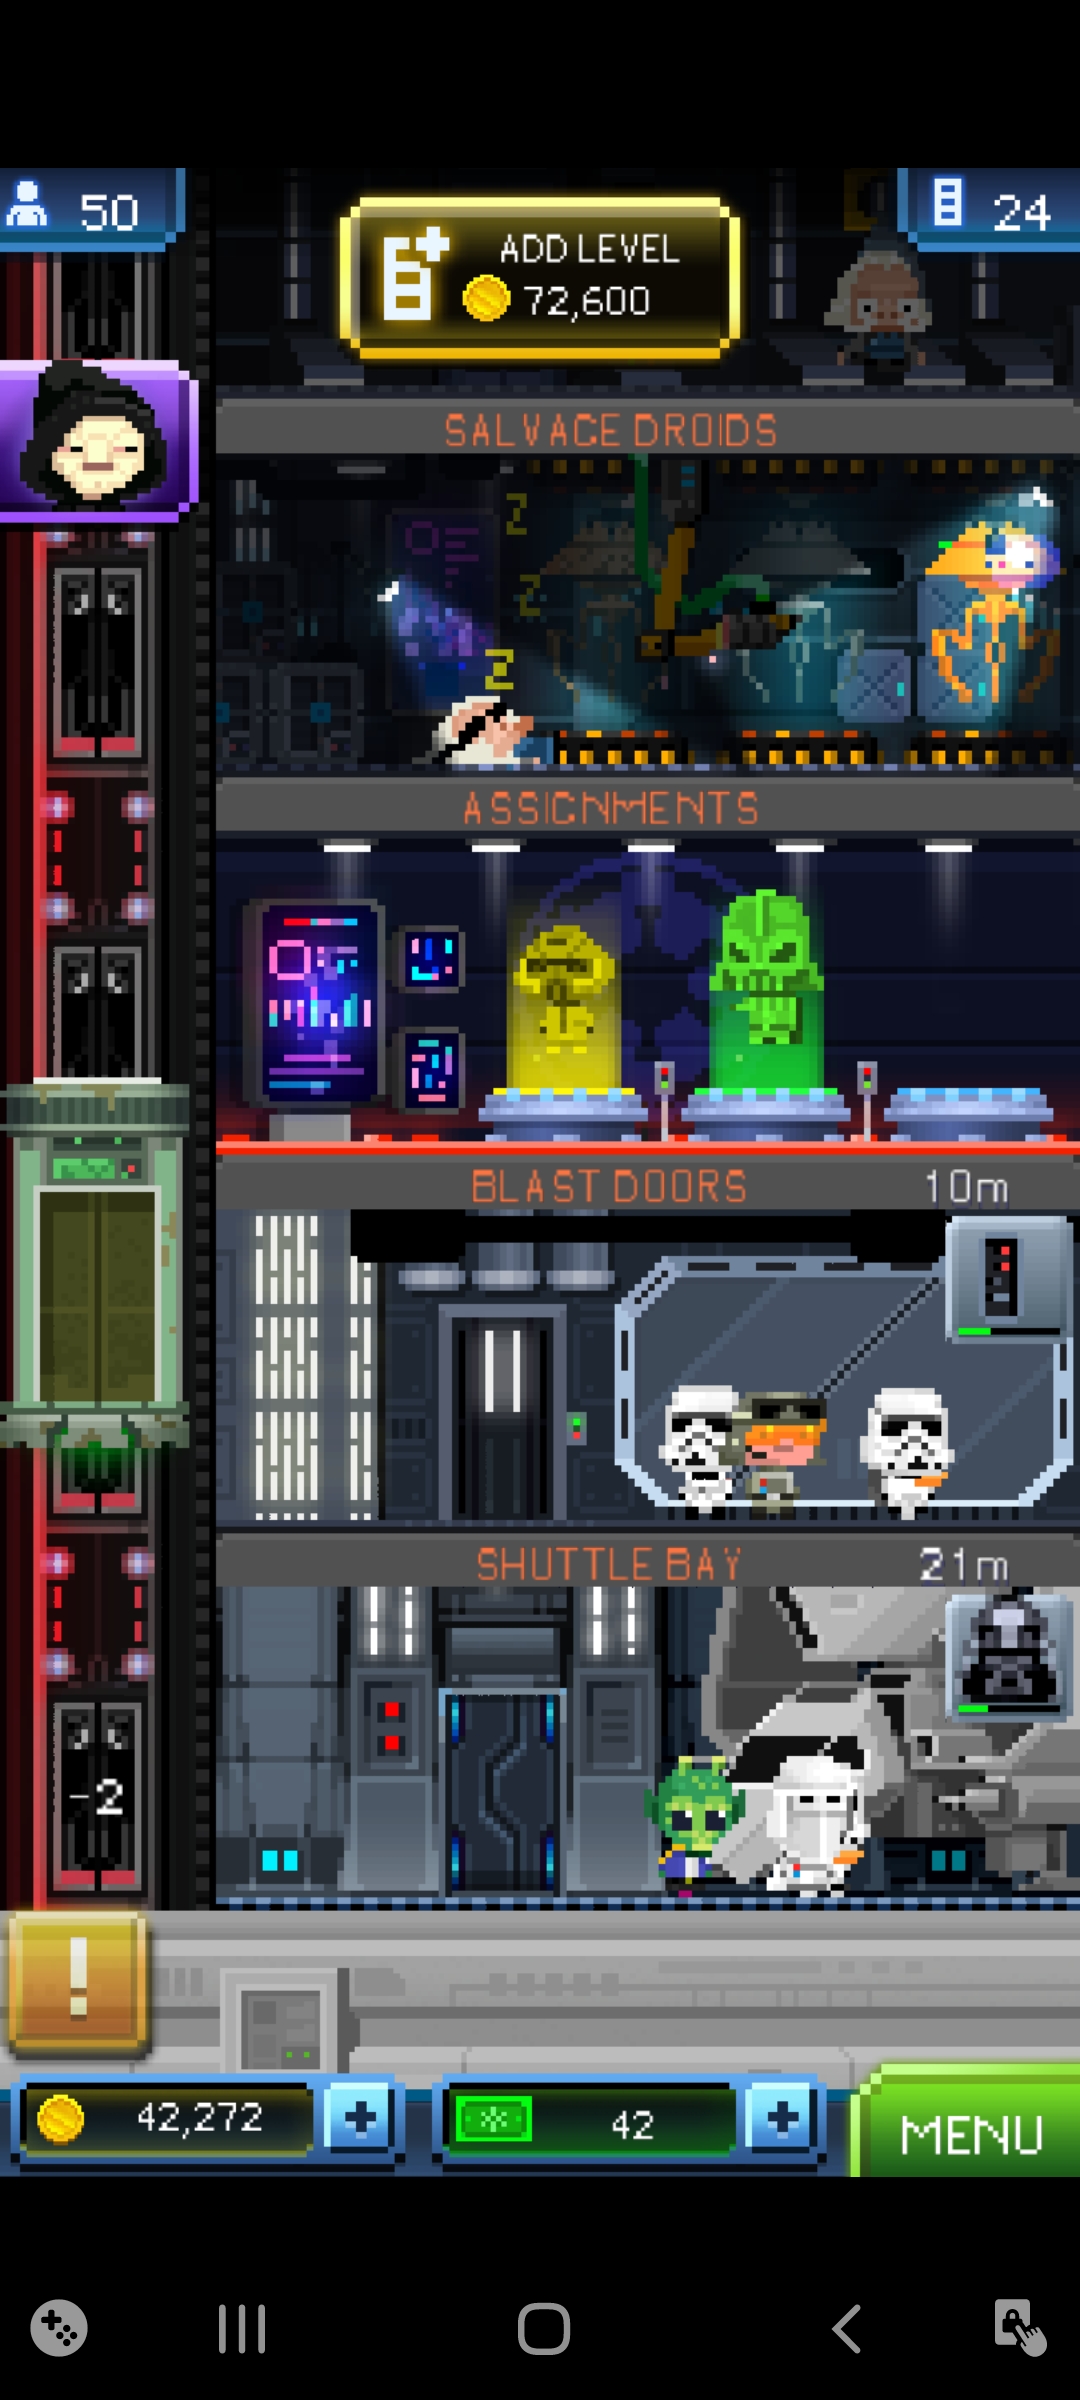 50
ADD LEVEL
72,600
24
SALVAGE DROIDS
Z
Z
Z
ASSIGNMENTS
BLAST DOORS 10m
SHUTTLE BAY 21m
-2
!
42,272 +
42 +
MENU